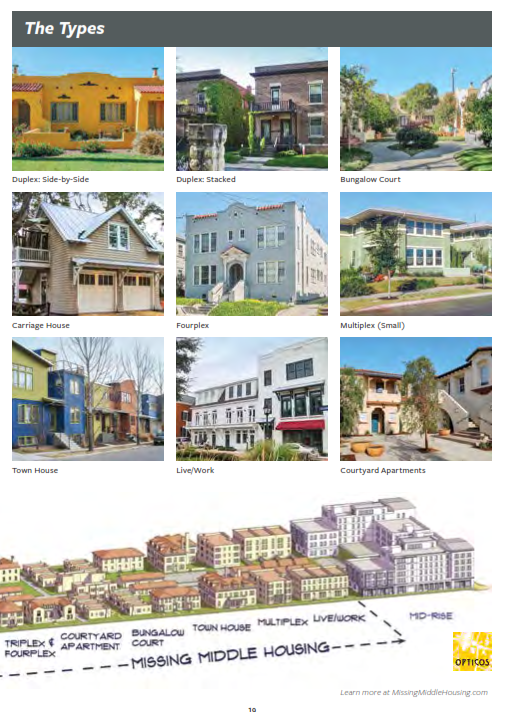 The Types
Duplex: Side-by-Side
Duplex: Stacked
Bungalow Court
Carriage House
Fourplex
Multiplex (Small)
Town House
Live/Work
Courtyard Apartments
TRIPLEX & FOURPLEX
COURTYARD APARTMENT
BUNGALOW COURT
TOWN HOUSE
MULTIPLEX
LIVE/WORK
MID-RISE
MISSING MIDDLE HOUSING
OPTICOS
Learn more at MissingMiddleHousing.com
19